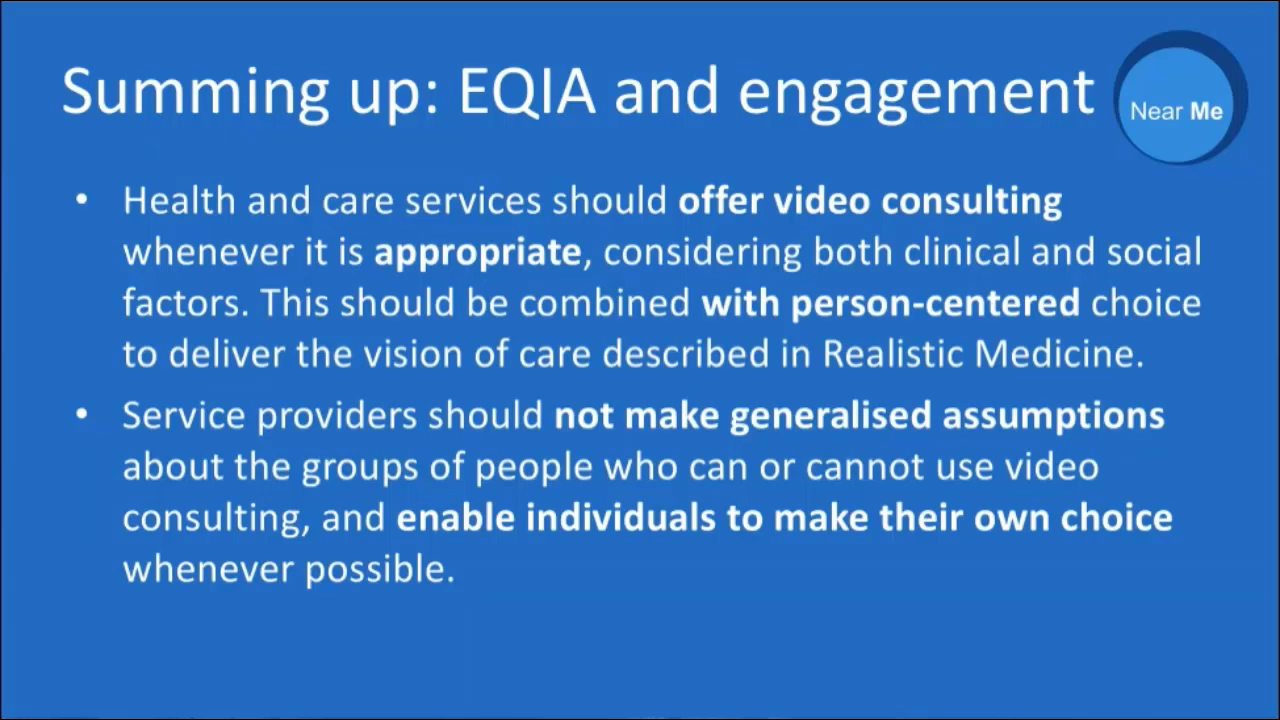 Summing up: EQIA and engagement
Near Me
• Health and care services should offer video consulting
whenever it is appropriate, considering both clinical and social
factors. This should be combined with person-centered choice
to deliver the vision of care described in Realistic Medicine.
• Service providers should not make generalised assumptions
about the groups of people who can or cannot use video
consulting, and enable individuals to make their own choice
whenever possible.